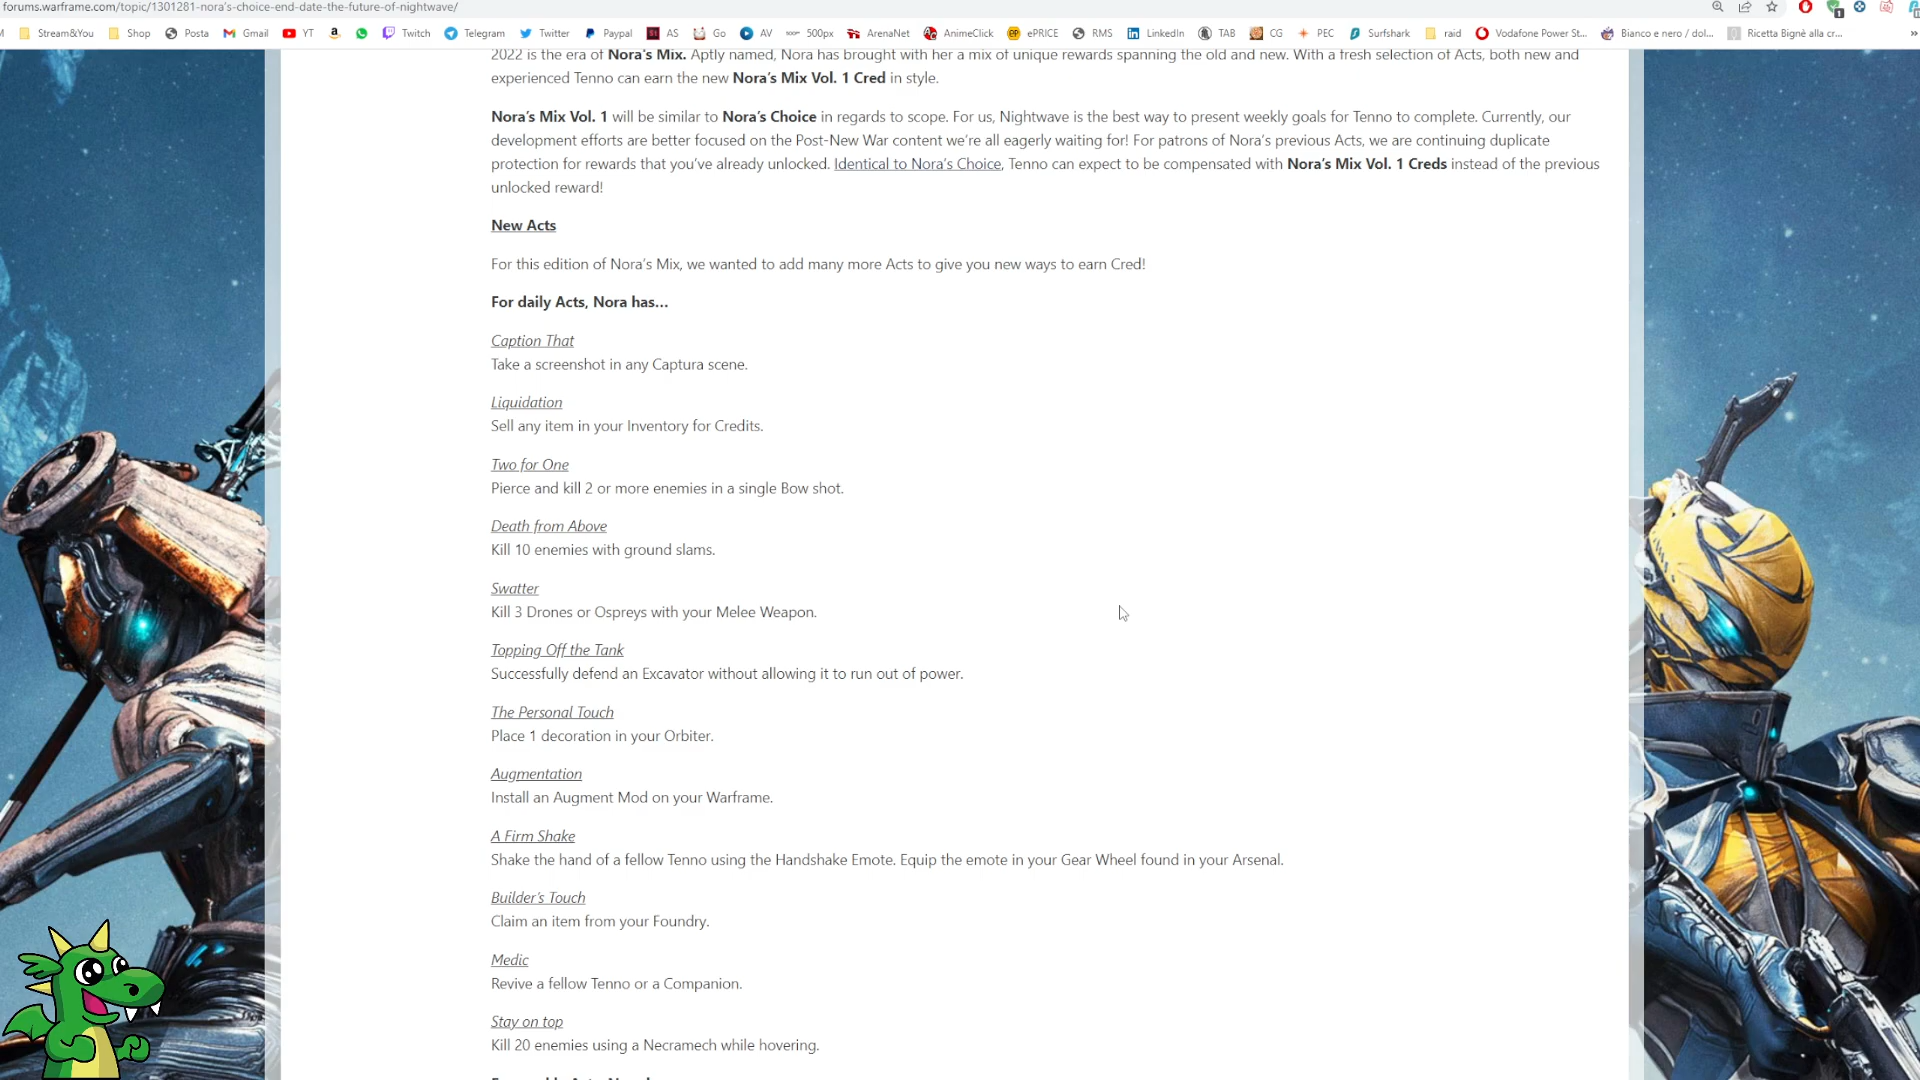 forums.warframe.com/topic/1301281-nora's-choice-end-date-the-future-of-nightwave/
Stream&You Shop Posta Gmail YT Twitch Telegram Twitter Paypal AS Go AV 500px ArenaNet AnimeClick ePRICE RMS LinkedIn TAB CG PEC Surfshark raid Vodafone Power St... Bianco e nero / dol... Ricetta Bignè alla cr... »
2022 is the era of Nora's Mix. Aptly named, Nora has brought with her a mix of unique rewards spanning the old and new. With a fresh selection of Acts, both new and
experienced Tenno can earn the new Nora's Mix Vol. 1 Cred in style.
Nora's Mix Vol. 1 will be similar to Nora's Choice in regards to scope. For us, Nightwave is the best way to present weekly goals for Tenno to complete. Currently, our
development efforts are better focused on the Post-New War content we're all eagerly waiting for! For patrons of Nora's previous Acts, we are continuing duplicate
protection for rewards that you've already unlocked. Identical to Nora's Choice, Tenno can expect to be compensated with Nora's Mix Vol. 1 Creds instead of the previous
unlocked reward!
New Acts
For this edition of Nora's Mix, we wanted to add many more Acts to give you new ways to earn Cred!
For daily Acts, Nora has...
Caption That
Take a screenshot in any Captura scene.
Liquidation
Sell any item in your Inventory for Credits.
Two for One
Pierce and kill 2 or more enemies in a single Bow shot.
Death from Above
Kill 10 enemies with ground slams.
Swatter
Kill 3 Drones or Ospreys with your Melee Weapon.
Topping Off the Tank
Successfully defend an Excavator without allowing it to run out of power.
The Personal Touch
Place 1 decoration in your Orbiter.
Augmentation
Install an Augment Mod on your Warframe.
A Firm Shake
Shake the hand of a fellow Tenno using the Handshake Emote. Equip the emote in your Gear Wheel found in your Arsenal.
Builder's Touch
Claim an item from your Foundry.
Medic
Revive a fellow Tenno or a Companion.
Stay on top
Kill 20 enemies using a Necramech while hovering.